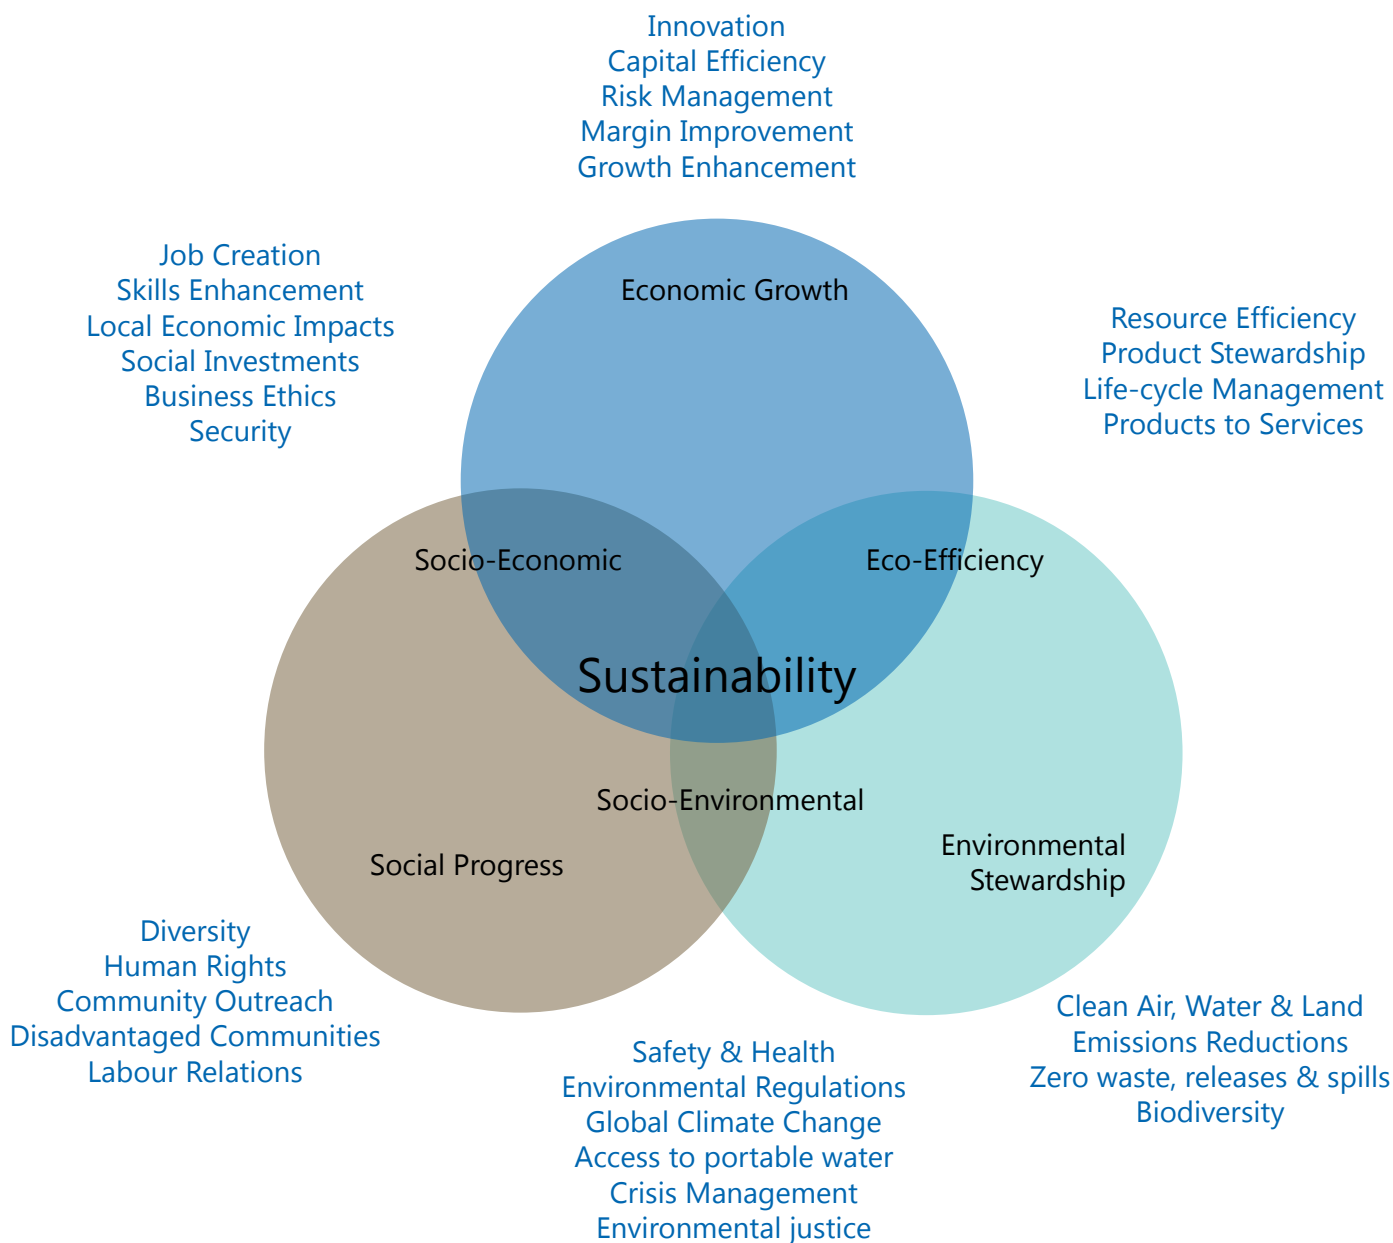 Innovation
Capital Efficiency
Risk Management
Margin Improvement
Growth Enhancement
Job Creation
Skills Enhancement
Local Economic Impacts
Social Investments
Business Ethics
Security
Economic Growth
Resource Efficiency
Product Stewardship
Life-cycle Management
Products to Services
Socio-Economic
Eco-Efficiency
Sustainability
Socio-Environmental
Social Progress
Environmental
Stewardship
Diversity
Human Rights
Community Outreach
Disadvantaged Communities
Labour Relations
Safety & Health
Environmental Regulations
Global Climate Change
Access to portable water
Crisis Management
Environmental justice
Clean Air, Water & Land
Emissions Reductions
Zero waste, releases & spills
Biodiversity